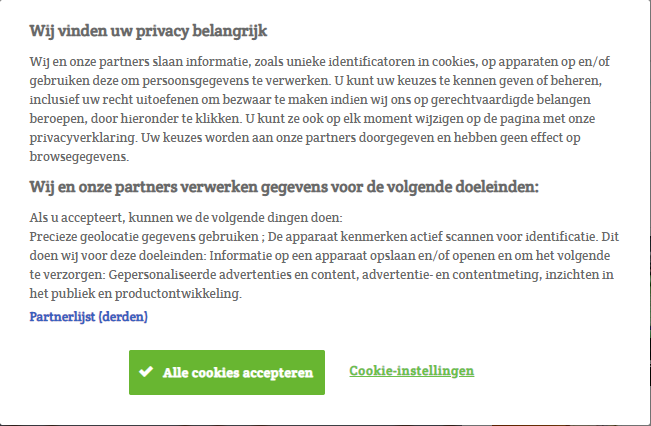 Wij vinden uw privacy belangrijk
Wij en onze partners slaan informatie, zoals unieke identificatoren in cookies, op apparaten op en/of
gebruiken deze om persoonsgegevens te verwerken. U kunt uw keuzes te kennen geven of beheren,
inclusief uw recht uitoefenen om bezwaar te maken indien wij ons op gerechtvaardigde belangen
beroepen, door hieronder te klikken. U kunt ze ook op elk moment wijzigen op de pagina met onze
privacyverklaring. Uw keuzes worden aan onze partners doorgegeven en hebben geen effect op
browsegegevens.
Wij en onze partners verwerken gegevens voor de volgende doeleinden:
Als u accepteert, kunnen we de volgende dingen doen:
Precieze geolocatie gegevens gebruiken ; De apparaat kenmerken actief scannen voor identificatie. Dit
doen wij voor deze doeleinden: Informatie op een apparaat opslaan en/of openen en om het volgende
te verzorgen: Gepersonaliseerde advertenties en content, advertentie- en contentmeting, inzichten in
het publiek en productontwikkeling.
Partnerlijst (derden)
Alle cookies accepteren Cookie-instellingen